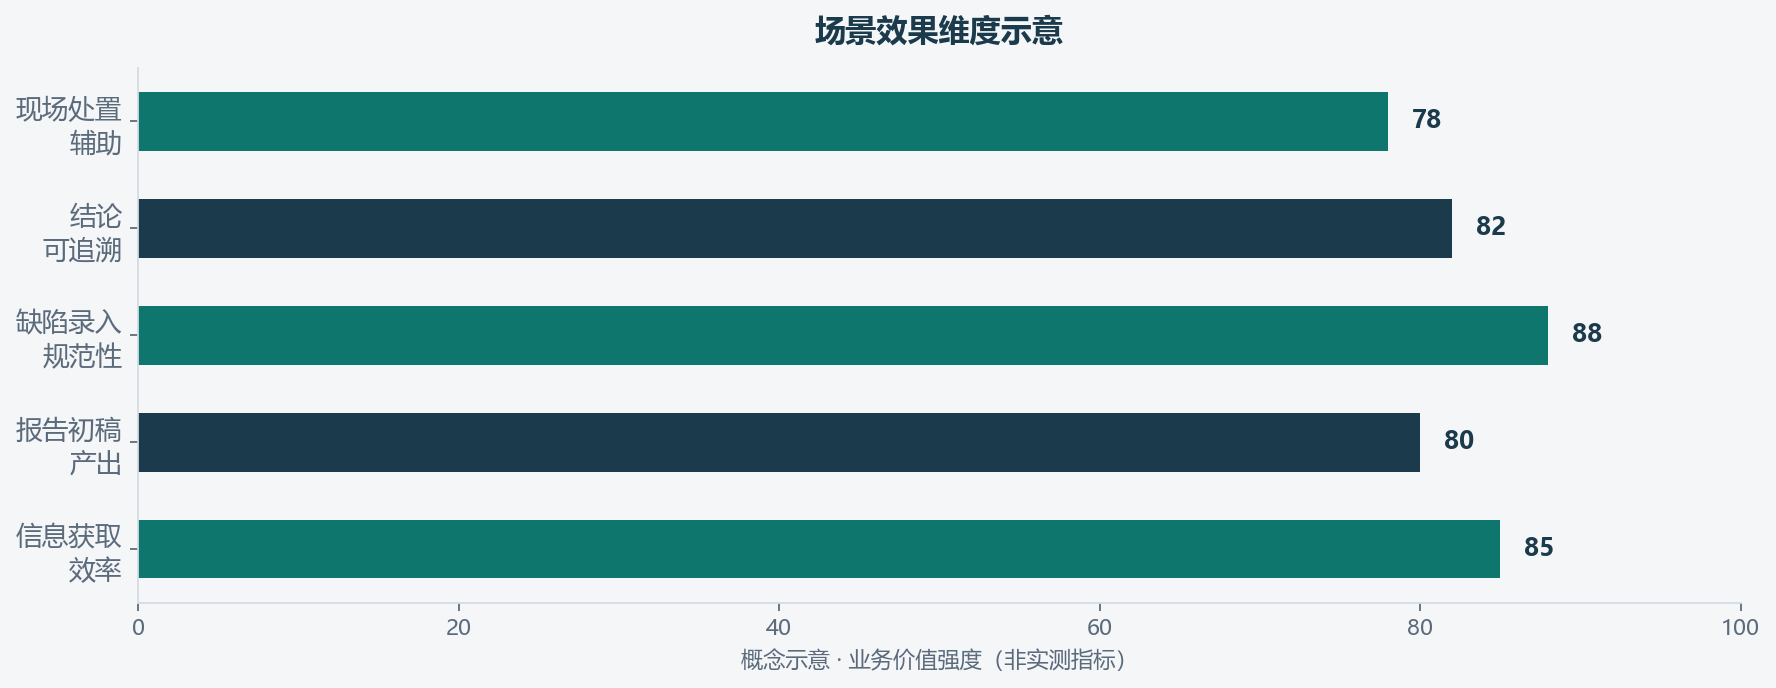 场景效果维度示意
现场处置
辅助
78
结论
可追溯
82
缺陷录入
规范性
88
报告初稿
产出
80
信息获取
效率
85
0 20 40 60 80 100
概念示意 · 业务价值强度（非实测指标）